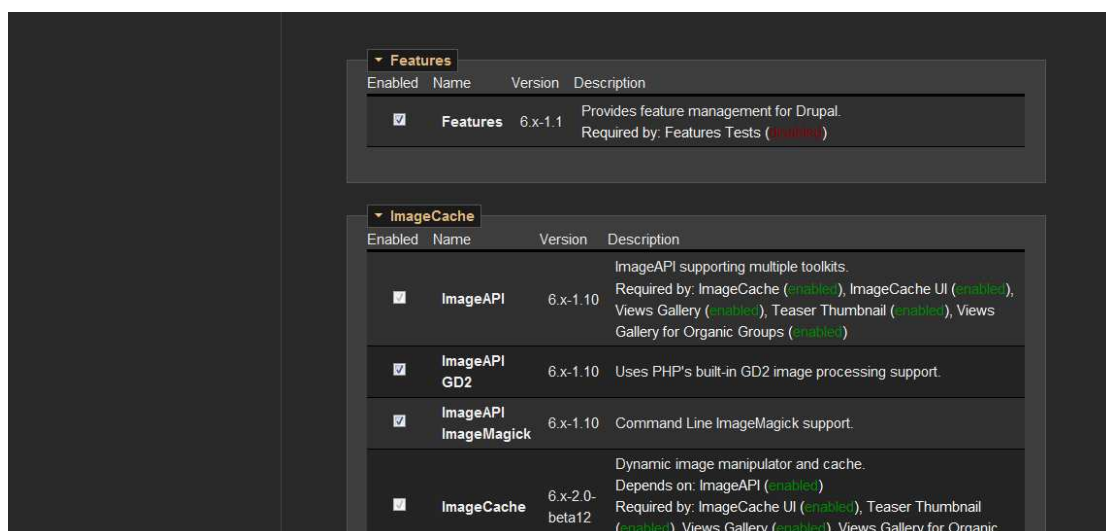 Features
Enabled Name Version Description
Features 6.x-1.1 Provides feature management for Drupal.
Required by: Features Tests (disabled)
ImageCache
Enabled Name Version Description
ImageAPI 6.x-1.10 ImageAPI supporting multiple toolkits.
Required by: ImageCache (enabled), ImageCache UI (enabled),
Views Gallery (enabled), Teaser Thumbnail (enabled), Views
Gallery for Organic Groups (enabled)
ImageAPI
GD2 6.x-1.10 Uses PHP's built-in GD2 image processing support.
ImageAPI
ImageMagick 6.x-1.10 Command Line ImageMagick support.
ImageCache 6.x-2.0-
beta12 Dynamic image manipulator and cache.
Depends on: ImageAPI (enabled)
Required by: ImageCache UI (enabled), Teaser Thumbnail
(enabled), Views Gallery (enabled), Views Gallery for Organic